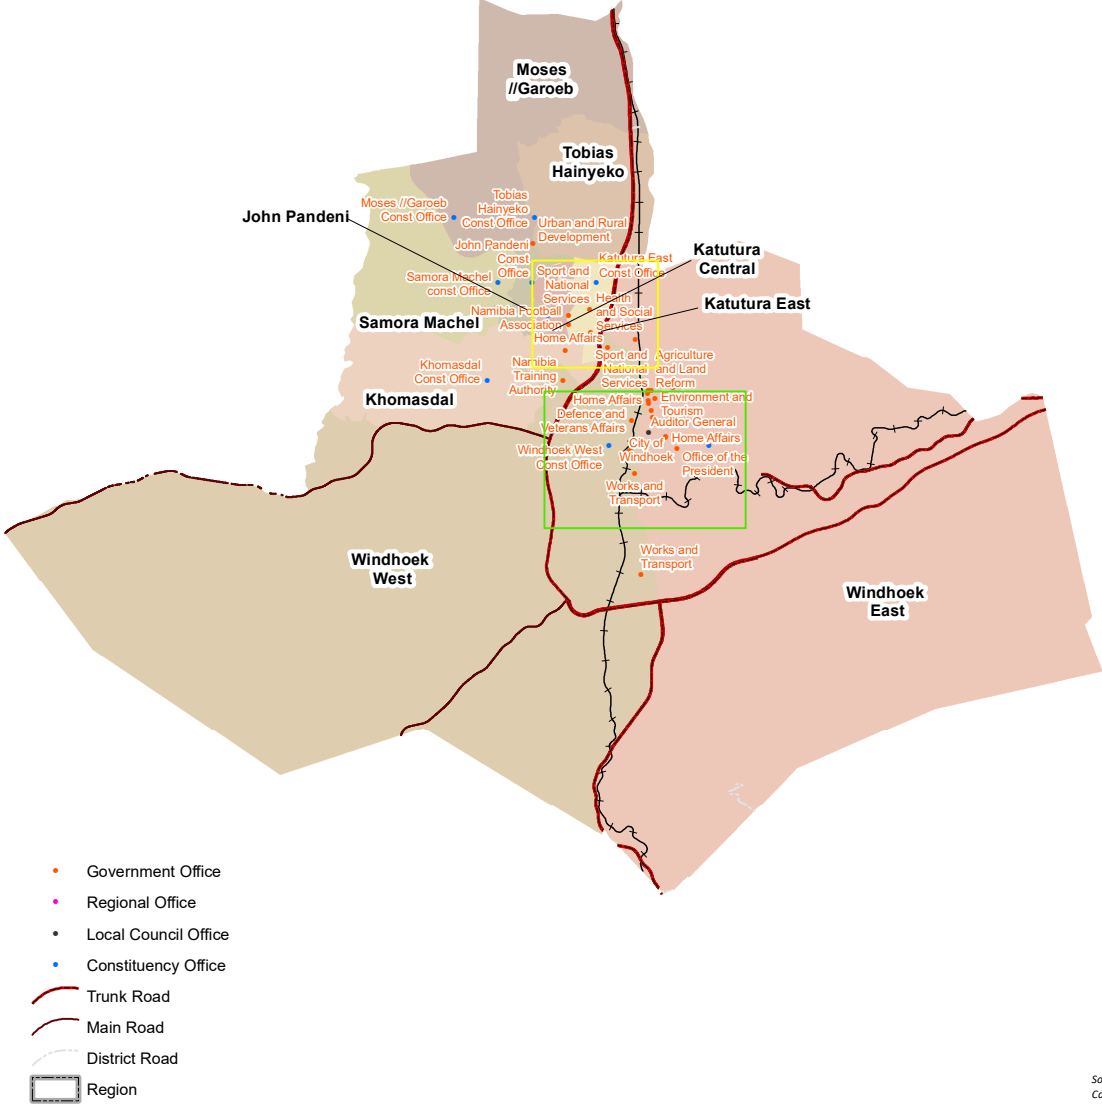 Moses
//Garoeb
Tobias
Hainyeko
Moses //Garoeb
Const Office
Tobias
Hainyeko
Const Office
Urban and Rural
Development
John Pandeni
John Pandeni
Const
Office
Katutura
Central
Katutura East
Const Office
Samora Machel
const Office
Sport and
National
Services
Katutura East
Health
and Social
Services
Namibia Football
Association
Samora Machel
Home Affairs
Khomasdal
Const Office
Namibia
Training
Authority
Sport and
National
Services
Agriculture
and Land
Reform
Khomasdal
Home Affairs
Environment and
Tourism
Defence and
Veterans Affairs
Auditor General
Windhoek West
Const Office
City of
Windhoek
Home Affairs
Office of the
President
Works and
Transport
Works and
Transport
Windhoek
West
Windhoek
East
Government Office
Regional Office
Local Council Office
Constituency Office
Trunk Road
Main Road
District Road
Region